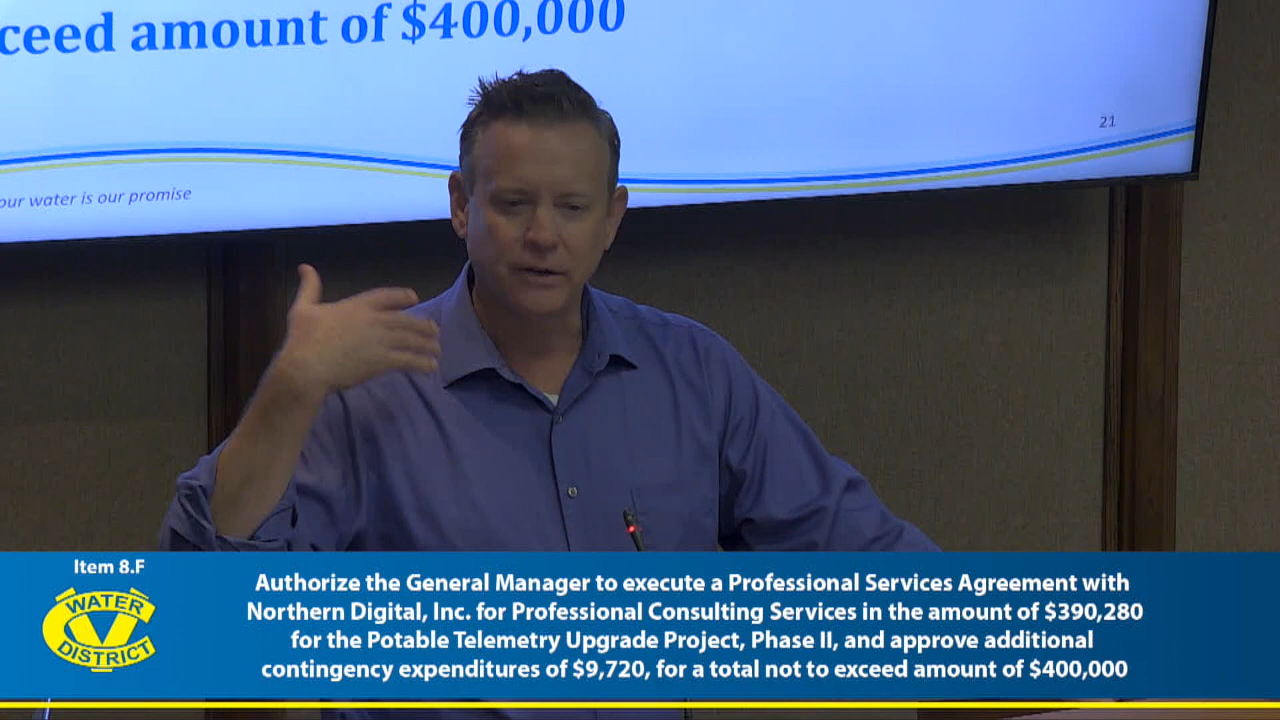 ceed amount of $400,000
21
our water is our promise
Item 8.F
WATER
CV
DISTRICT
Authorize the General Manager to execute a Professional Services Agreement with
Northern Digital, Inc. for Professional Consulting Services in the amount of $390,280
for the Potable Telemetry Upgrade Project, Phase II, and approve additional
contingency expenditures of $9,720, for a total not to exceed amount of $400,000